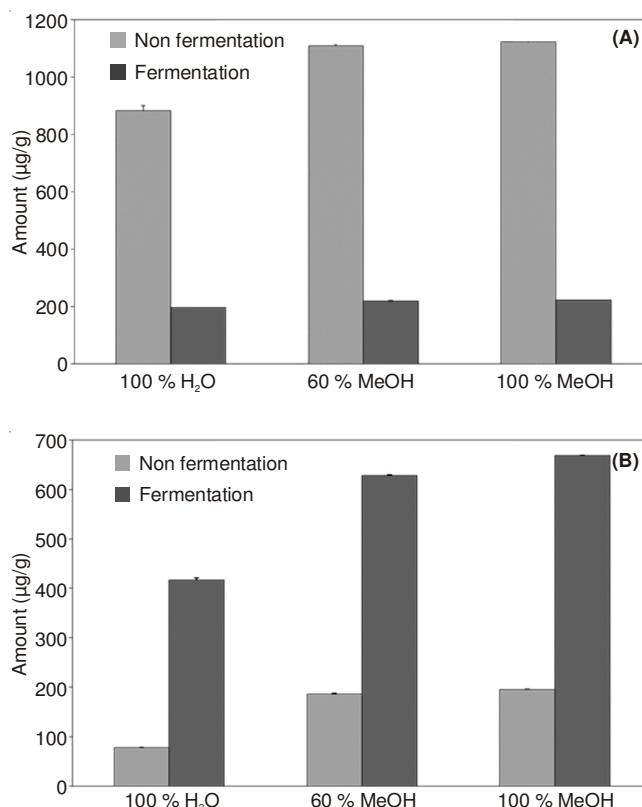 1200
1000
800
600
400
200
0
Amount (µg/g)
Non fermentation
Fermentation
(A)
100 % H₂O
60 % MeOH
100 % MeOH
700
600
500
400
300
200
100
0
Amount (µg/g)
Non fermentation
Fermentation
(B)
100 % H₂O
60 % MeOH
100 % MeOH